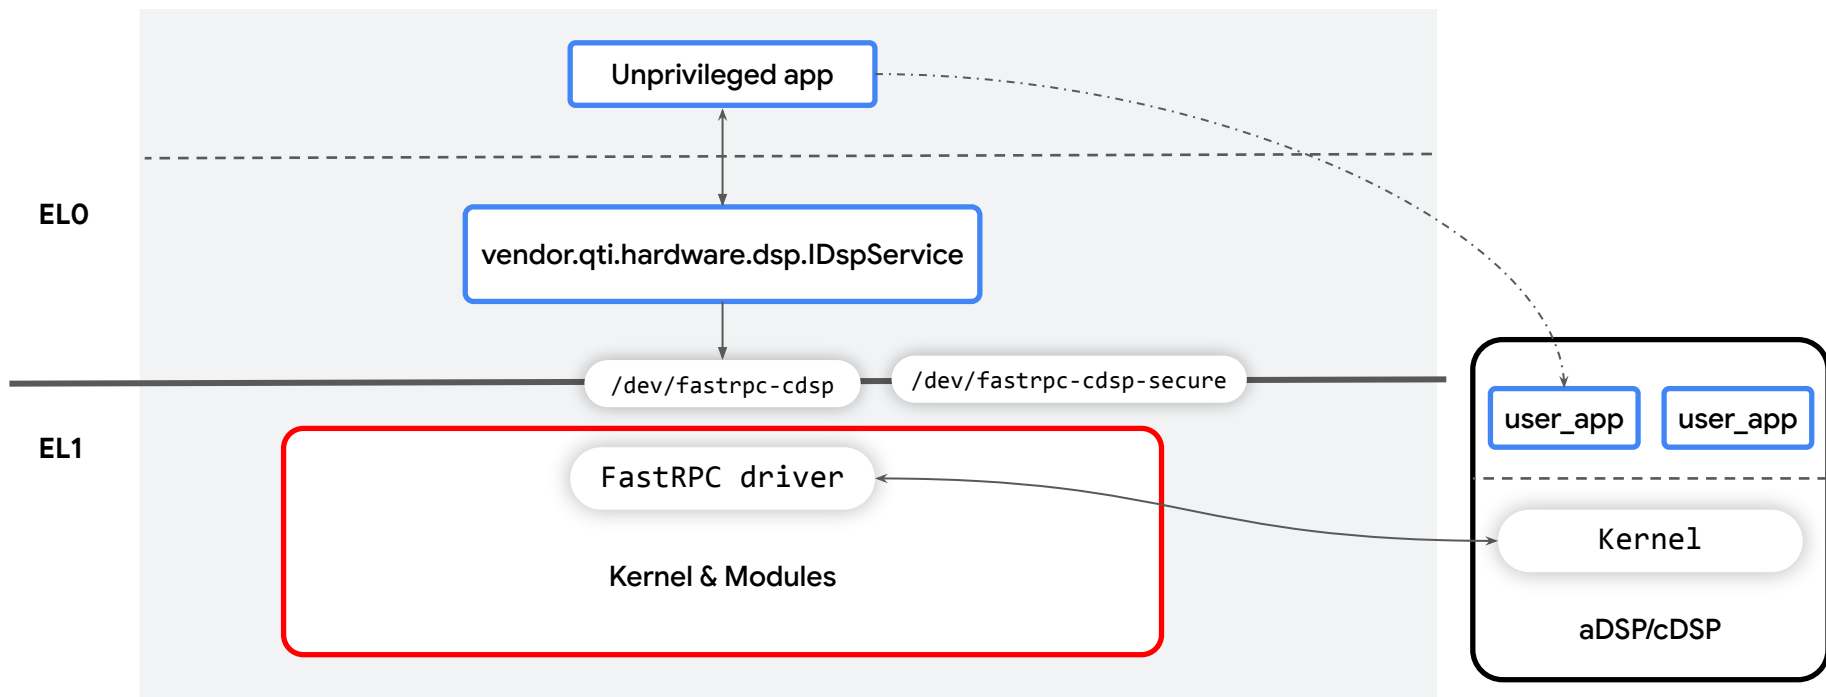 Unprivileged app
EL0
vendor.qti.hardware.dsp.IDspService
/dev/fastrpc-cdsp
/dev/fastrpc-cdsp-secure
EL1
FastRPC driver
Kernel & Modules
user_app
user_app
Kernel
aDSP/cDSP